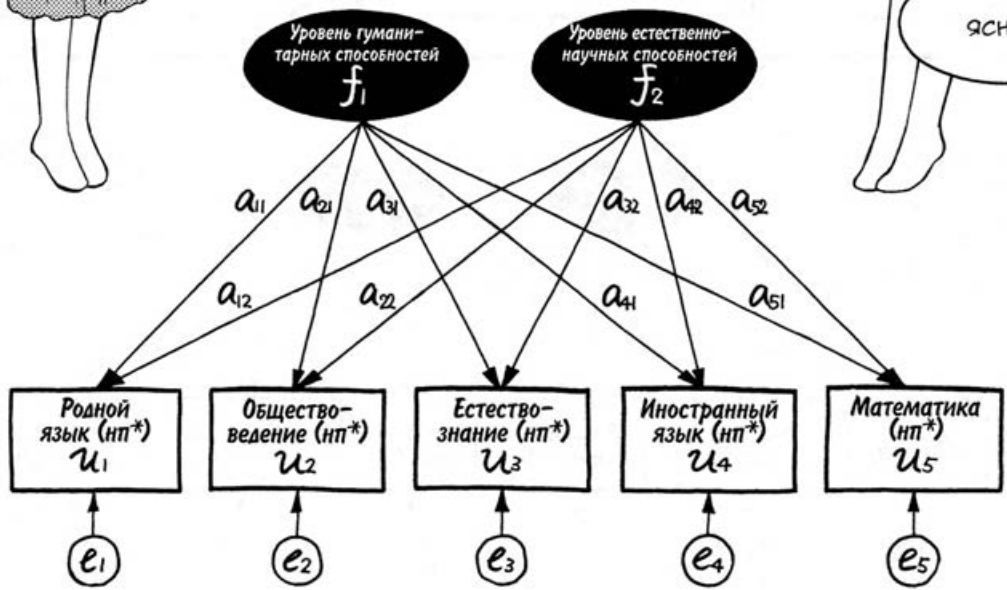 Уровень гумани-
тарных способностей
f₁
Уровень естественно-
научных способностей
f₂
ЯСН
a₁₁
a₂₁
a₃₁
a₃₂
a₄₂
a₅₂
a₁₂
a₂₂
a₄₁
a₅₁
Родной
язык (нп-*)
u₁
Общество-
ведение (нп-*)
u₂
Естество-
знание (нп-*)
u₃
Иностранный
язык (нп-*)
u₄
Математика
(нп-*)
u₅
e₁
e₂
e₃
e₄
e₅